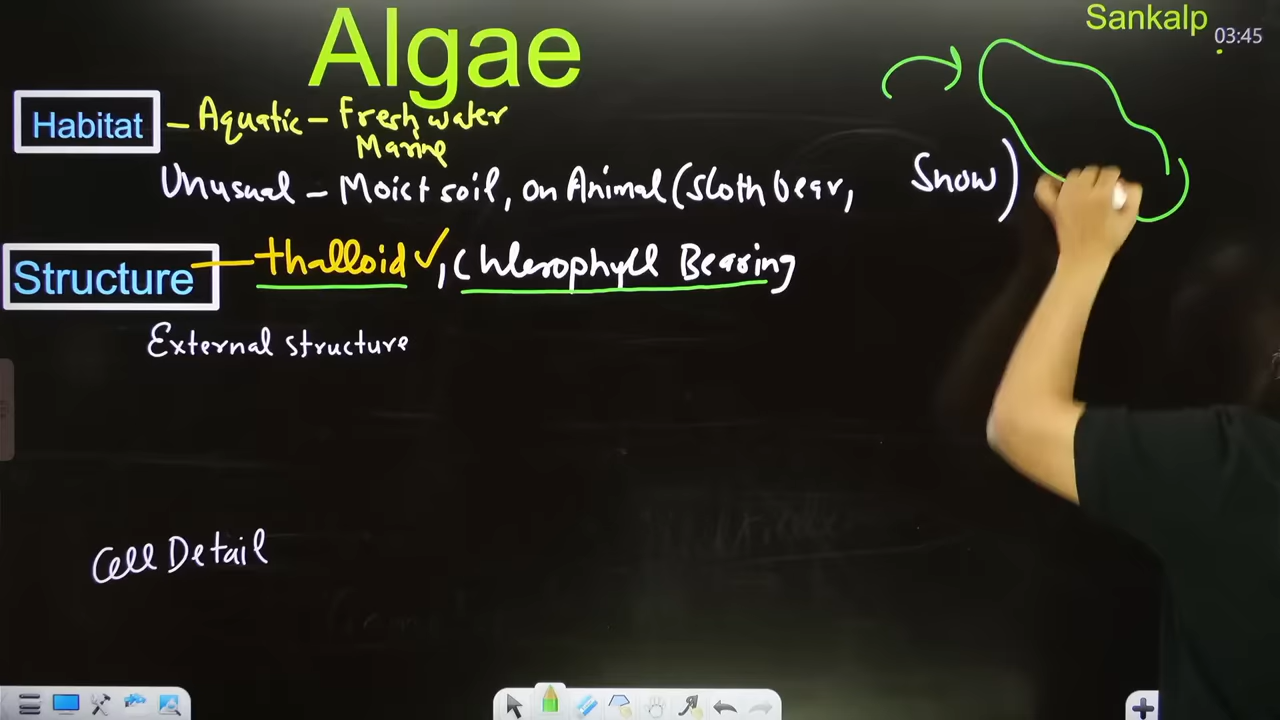 Algae
Sankalp
03:45
Habitat – Aquatic – Fresh water
Marine
Unusual – Moist soil, on Animal (Sloth bear, Snow)
Structure — thalloid ✓, Chlerophyll Bearing
External structure
Cell Detail